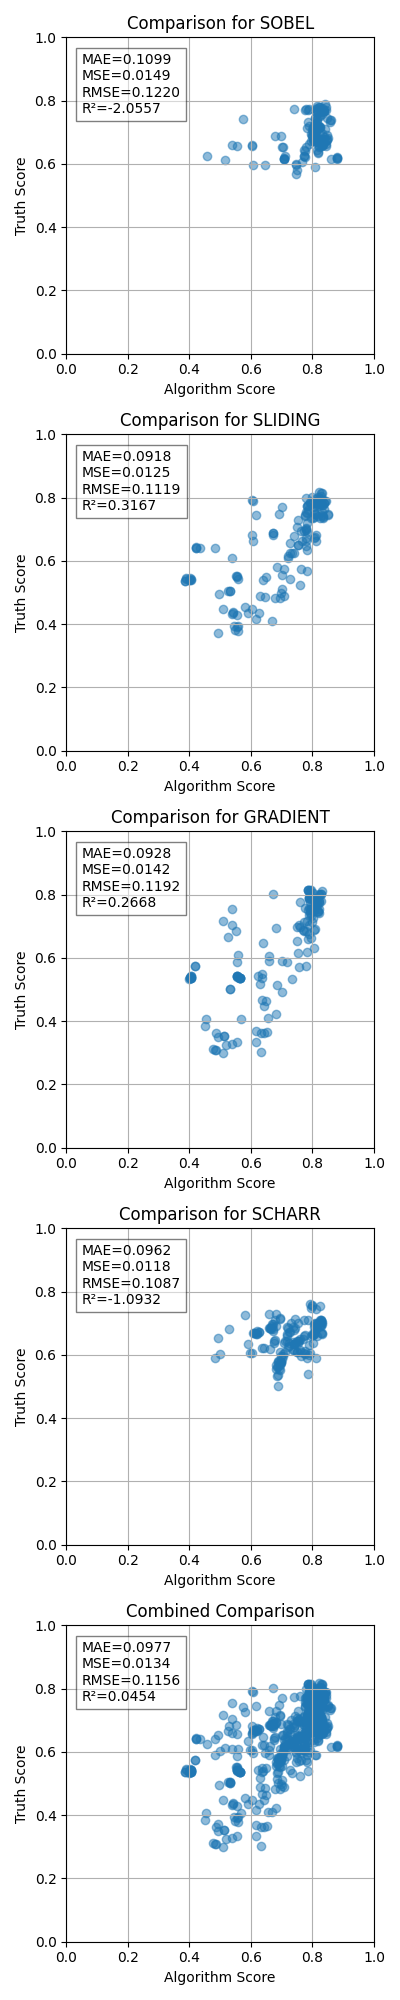 Comparison for SOBEL
MAE=0.1099
MSE=0.0149
RMSE=0.1220
R²=-2.0557
1.0
0.8
0.6
0.4
0.2
0.0
Truth Score
0.0 0.2 0.4 0.6 0.8 1.0
Algorithm Score
Comparison for SLIDING
MAE=0.0918
MSE=0.0125
RMSE=0.1119
R²=0.3167
1.0
0.8
0.6
0.4
0.2
0.0
Truth Score
0.0 0.2 0.4 0.6 0.8 1.0
Algorithm Score
Comparison for GRADIENT
MAE=0.0928
MSE=0.0142
RMSE=0.1192
R²=0.2668
1.0
0.8
0.6
0.4
0.2
0.0
Truth Score
0.0 0.2 0.4 0.6 0.8 1.0
Algorithm Score
Comparison for SCHARR
MAE=0.0962
MSE=0.0118
RMSE=0.1087
R²=-1.0932
1.0
0.8
0.6
0.4
0.2
0.0
Truth Score
0.0 0.2 0.4 0.6 0.8 1.0
Algorithm Score
Combined Comparison
MAE=0.0977
MSE=0.0134
RMSE=0.1156
R²=0.0454
1.0
0.8
0.6
0.4
0.2
0.0
Truth Score
0.0 0.2 0.4 0.6 0.8 1.0
Algorithm Score